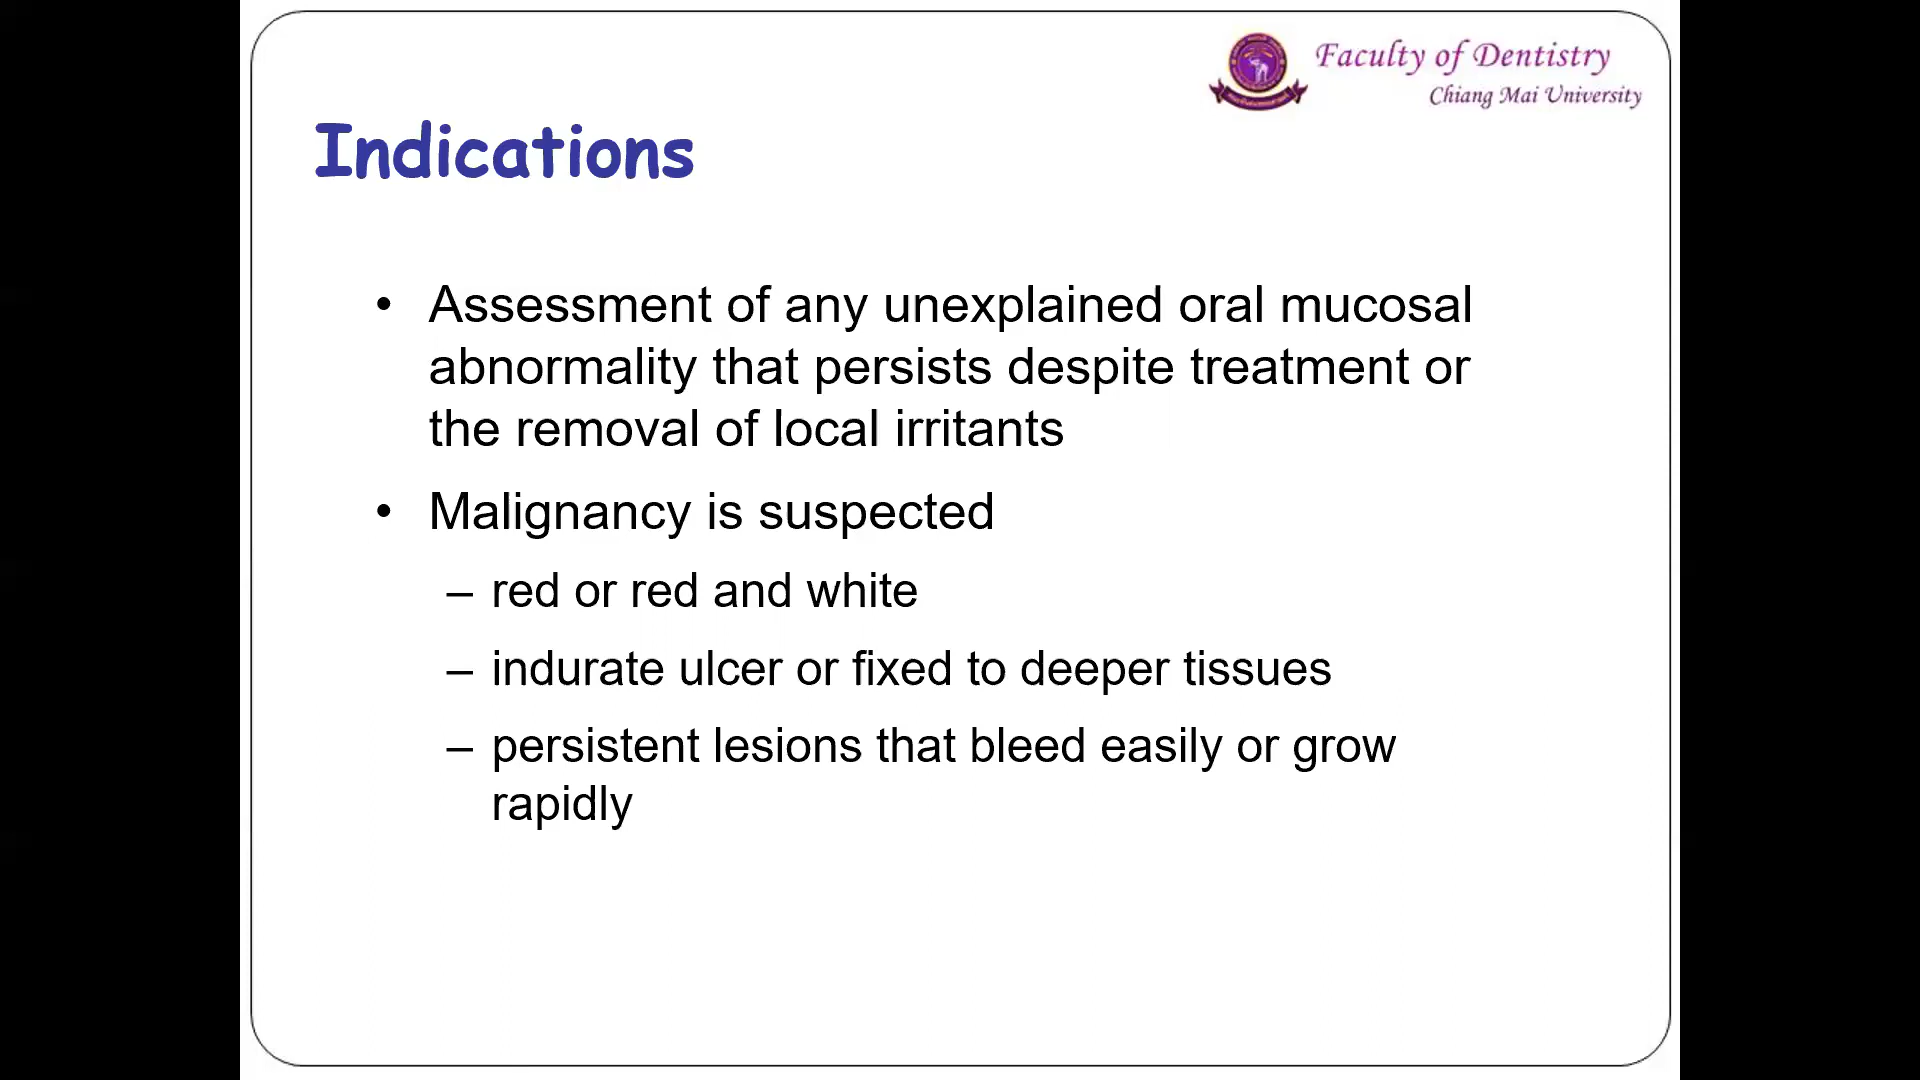 Faculty of Dentistry
Chiang Mai University
Indications
• Assessment of any unexplained oral mucosal
abnormality that persists despite treatment or
the removal of local irritants
• Malignancy is suspected
– red or red and white
– indurate ulcer or fixed to deeper tissues
– persistent lesions that bleed easily or grow
rapidly